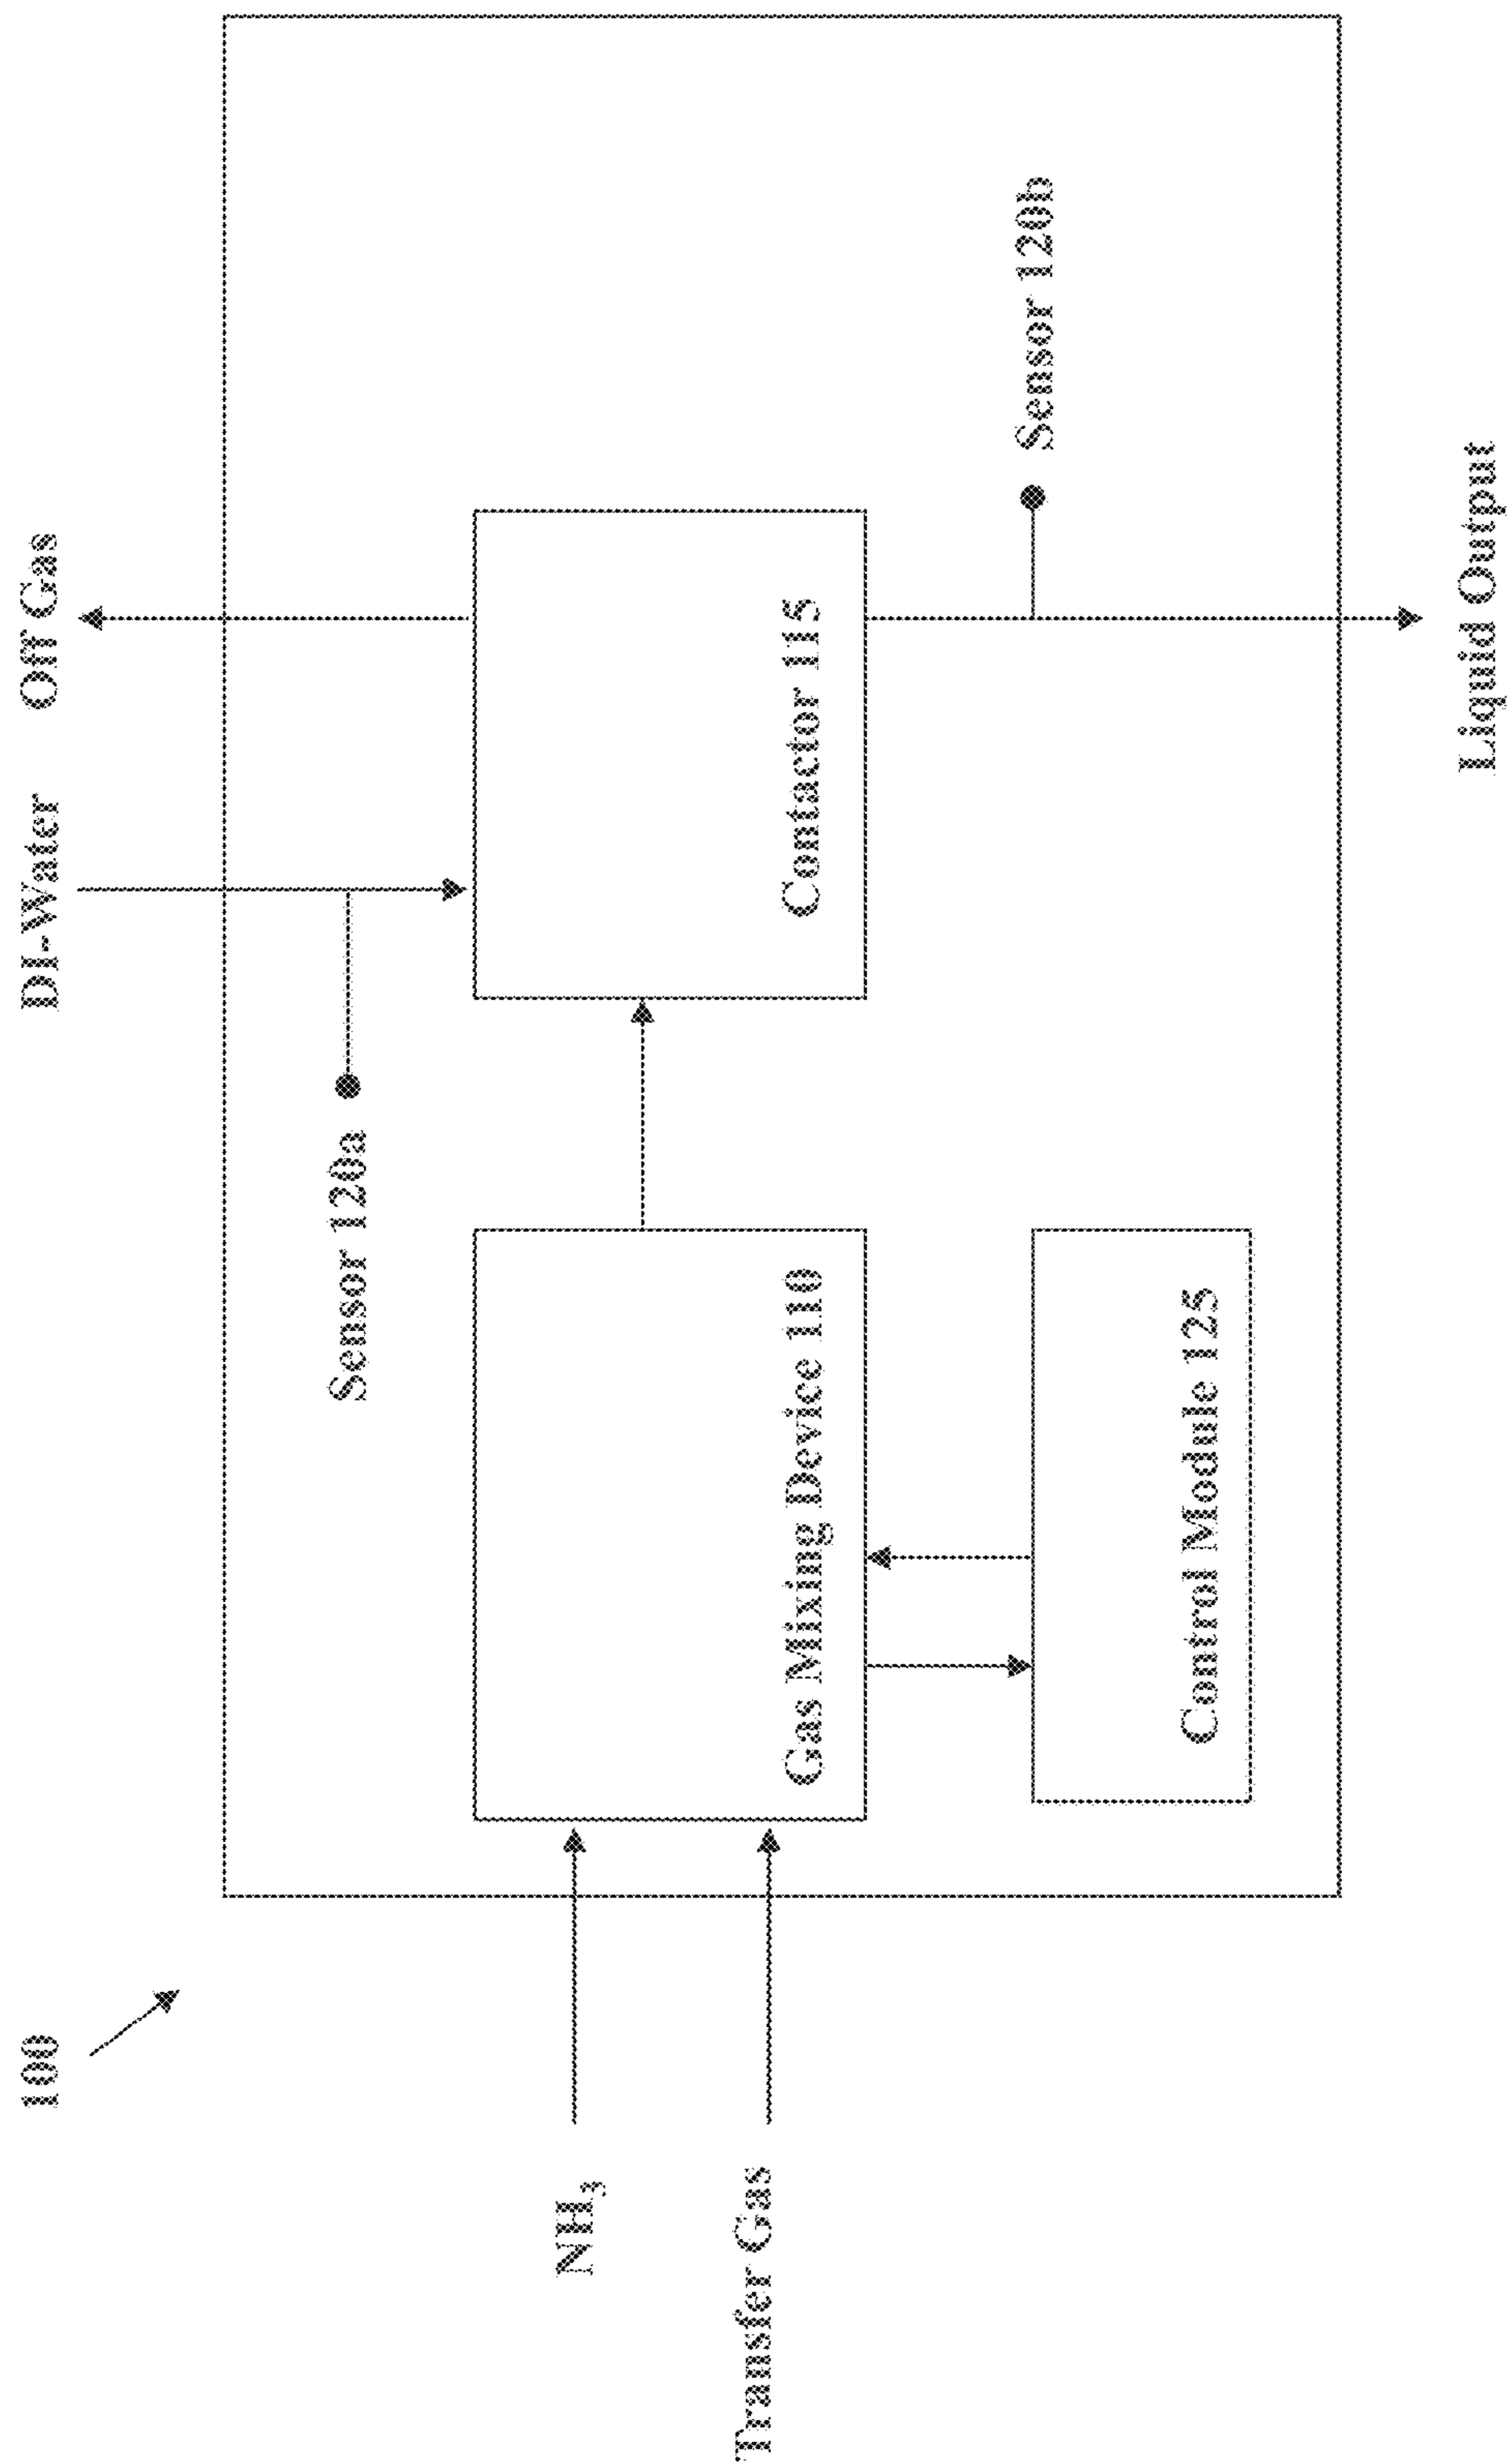 100
DI-Water
Off Gas
Sensor 120a
NH₃
Transfer Gas
Gas Mixing Device 110
Contactor 115
Sensor 120b
Control Module 125
Liquid Output